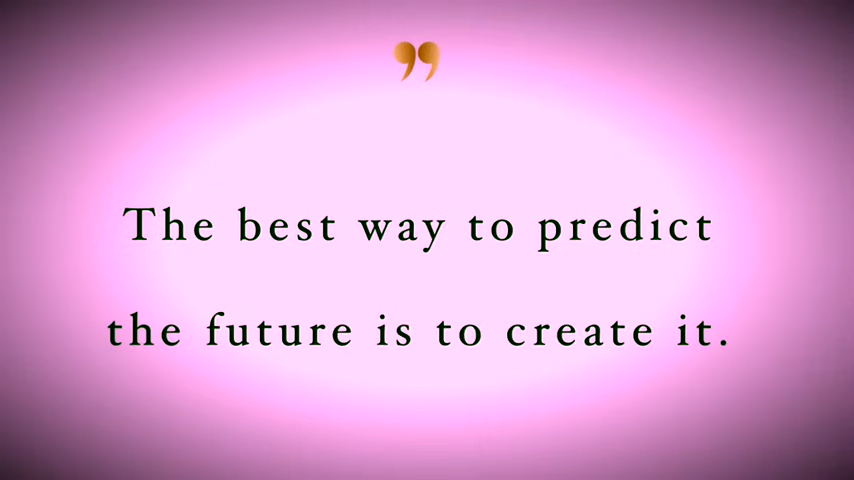 ”
The best way to predict
the future is to create it.